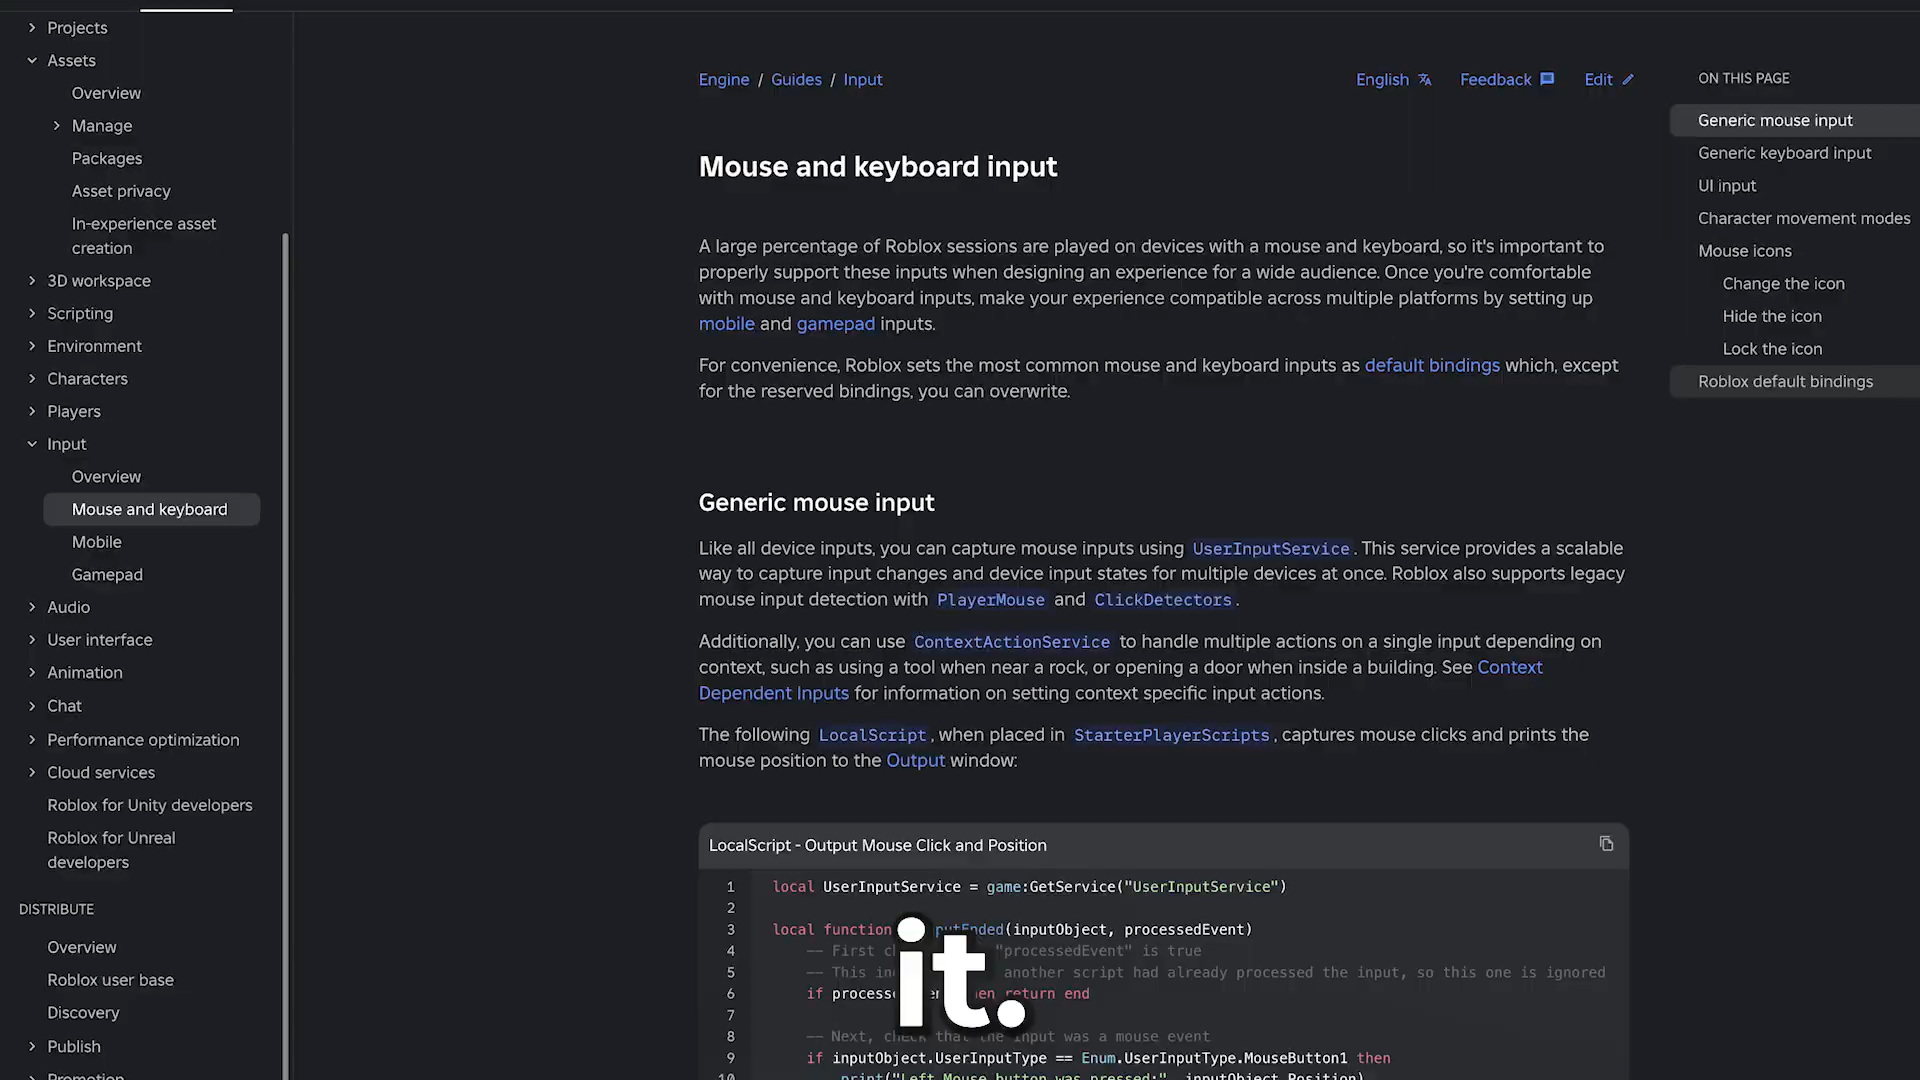 Projects
Assets
Overview
Manage
Packages
Asset privacy
In-experience asset
creation
3D workspace
Scripting
Environment
Characters
Players
Input
Overview
Mouse and keyboard
Mobile
Gamepad
Audio
User interface
Animation
Chat
Performance optimization
Cloud services
Roblox for Unity developers
Roblox for Unreal
developers
DISTRIBUTE
Overview
Roblox user base
Discovery
Publish
Promotion
Engine / Guides / Input
English Feedback Edit
Mouse and keyboard input
A large percentage of Roblox sessions are played on devices with a mouse and keyboard, so it's important to
properly support these inputs when designing an experience for a wide audience. Once you're comfortable
with mouse and keyboard inputs, make your experience compatible across multiple platforms by setting up
mobile and gamepad inputs.
For convenience, Roblox sets the most common mouse and keyboard inputs as default bindings which, except
for the reserved bindings, you can overwrite.
Generic mouse input
Like all device inputs, you can capture mouse inputs using UserInputService. This service provides a scalable
way to capture input changes and device input states for multiple devices at once. Roblox also supports legacy
mouse input detection with PlayerMouse and ClickDetectors.
Additionally, you can use ContextActionService to handle multiple actions on a single input depending on
context, such as using a tool when near a rock, or opening a door when inside a building. See Context
Dependent Inputs for information on setting context specific input actions.
The following LocalScript, when placed in StarterPlayerScripts, captures mouse clicks and prints the
mouse position to the Output window:
LocalScript - Output Mouse Click and Position
1 local UserInputService = game:GetService("UserInputService")
2
3 local function (inputObject, processedEvent)
4 -- First "processedEvent" is true
5 -- This another script had already processed the input, so this one is ignored
6 if return end
7
8 -- Next, check that the input was a mouse event
9 if inputObject.UserInputType == Enum.UserInputType.MouseButton1 then
10 print("Left Mouse button was pressed:", inputObject.Position)
it.
ON THIS PAGE
Generic mouse input
Generic keyboard input
UI input
Character movement modes
Mouse icons
Change the icon
Hide the icon
Lock the icon
Roblox default bindings